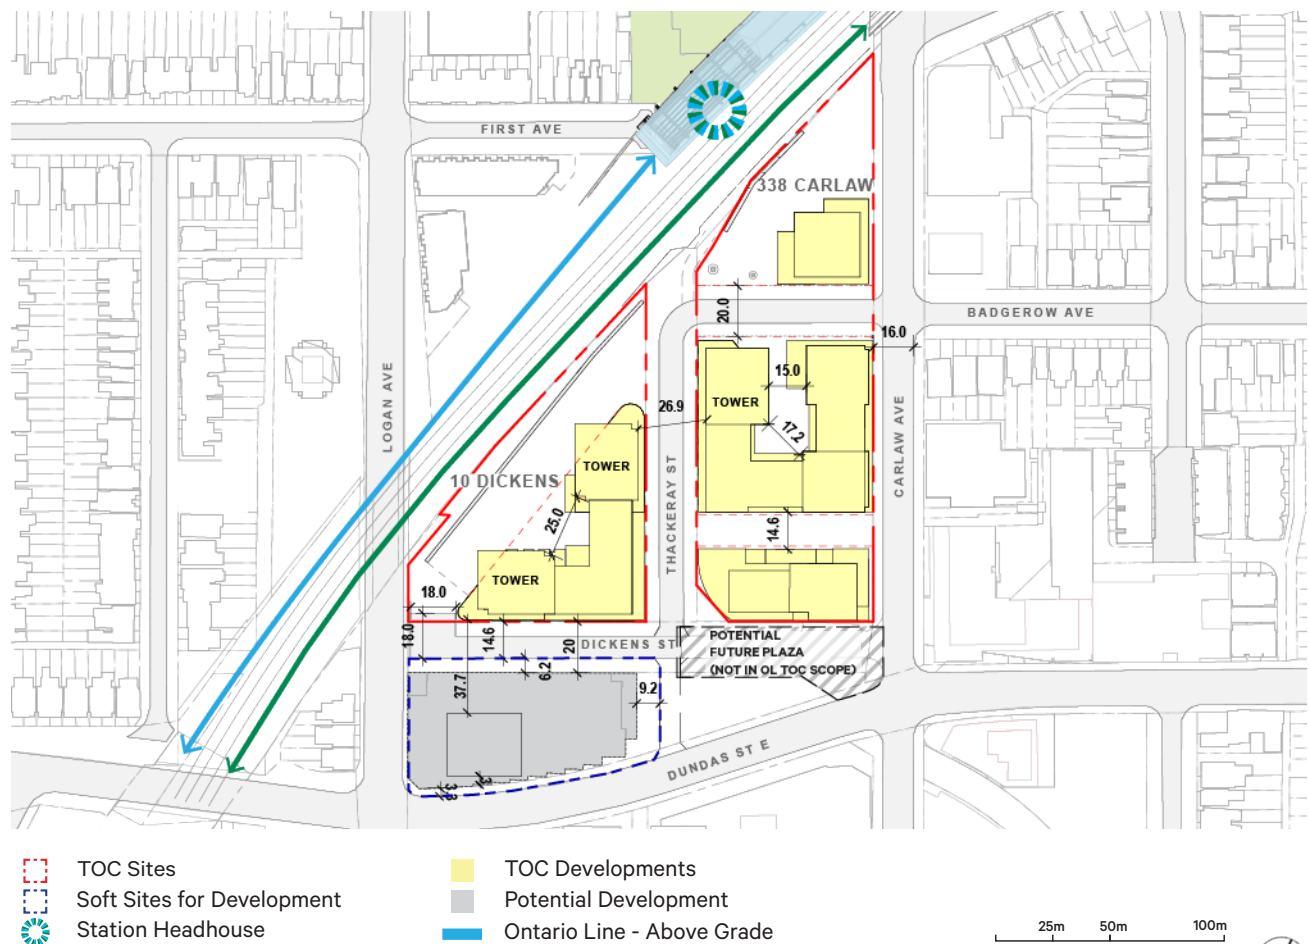 FIRST AVE
338 CARLAW
20.0
BADGEROW AVE
16.0
LOGAN AVE
15.0
26.9
TOWER
17.2
CARLAW AVE
TOWER
10 DICKENS
25.0
THACKERAY ST
14.6
TOWER
18.0
18.0
14.6
20
DICKENS ST
POTENTIAL
FUTURE PLAZA
(NOT IN OL TOC SCOPE)
6.2
37.7
9.2
DUNDAS ST E
3
3.3
TOC Sites
Soft Sites for Development
Station Headhouse
TOC Developments
Potential Development
Ontario Line - Above Grade
25m 50m 100m